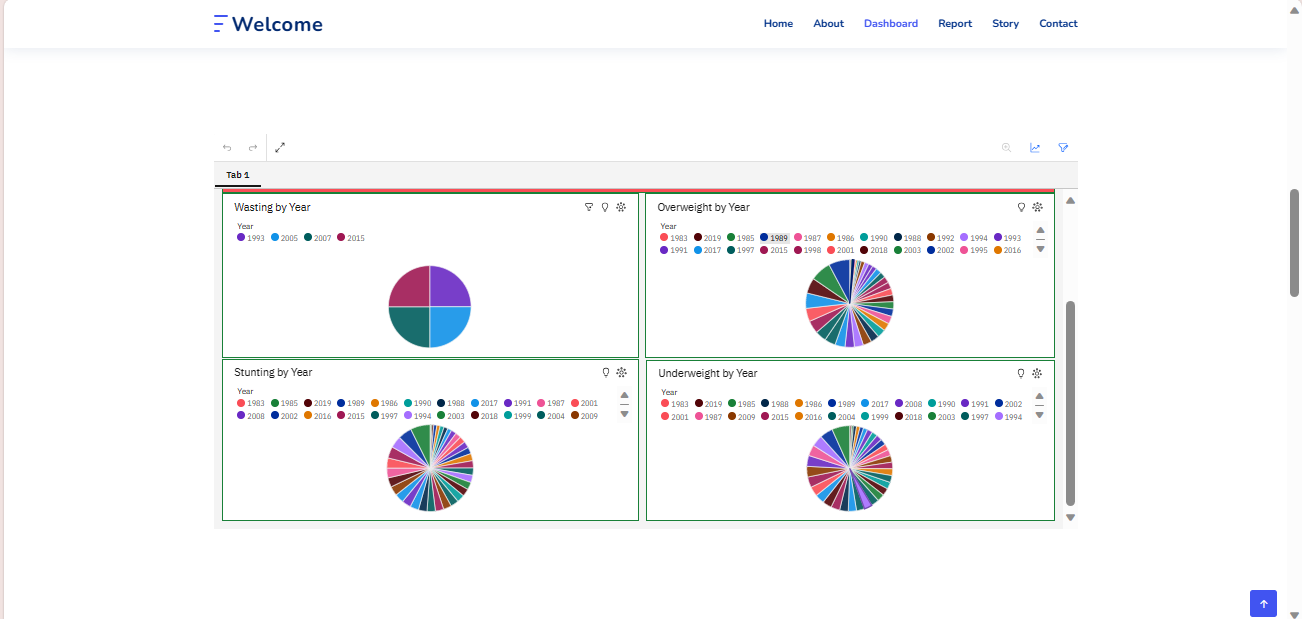 Welcome
Home About Dashboard Report Story Contact
Tab 1
Wasting by Year
Year
1993 2005 2007 2015
Overweight by Year
Year
1983 2019 1985 1989 1987 1986 1990 1988 1992 1994 1993
1991 2017 1997 2015 1998 2001 2018 2003 2002 1995 2016
Stunting by Year
Year
1983 1985 2019 1989 1986 1990 1988 2017 1991 1987 2001
2008 2002 2016 2015 1997 1994 2003 2018 1999 2004 2009
Underweight by Year
Year
1983 2019 1985 1988 1986 1989 2017 2008 1990 1991 2002
2001 1987 2009 2015 2016 2004 1999 2018 2003 1997 1994